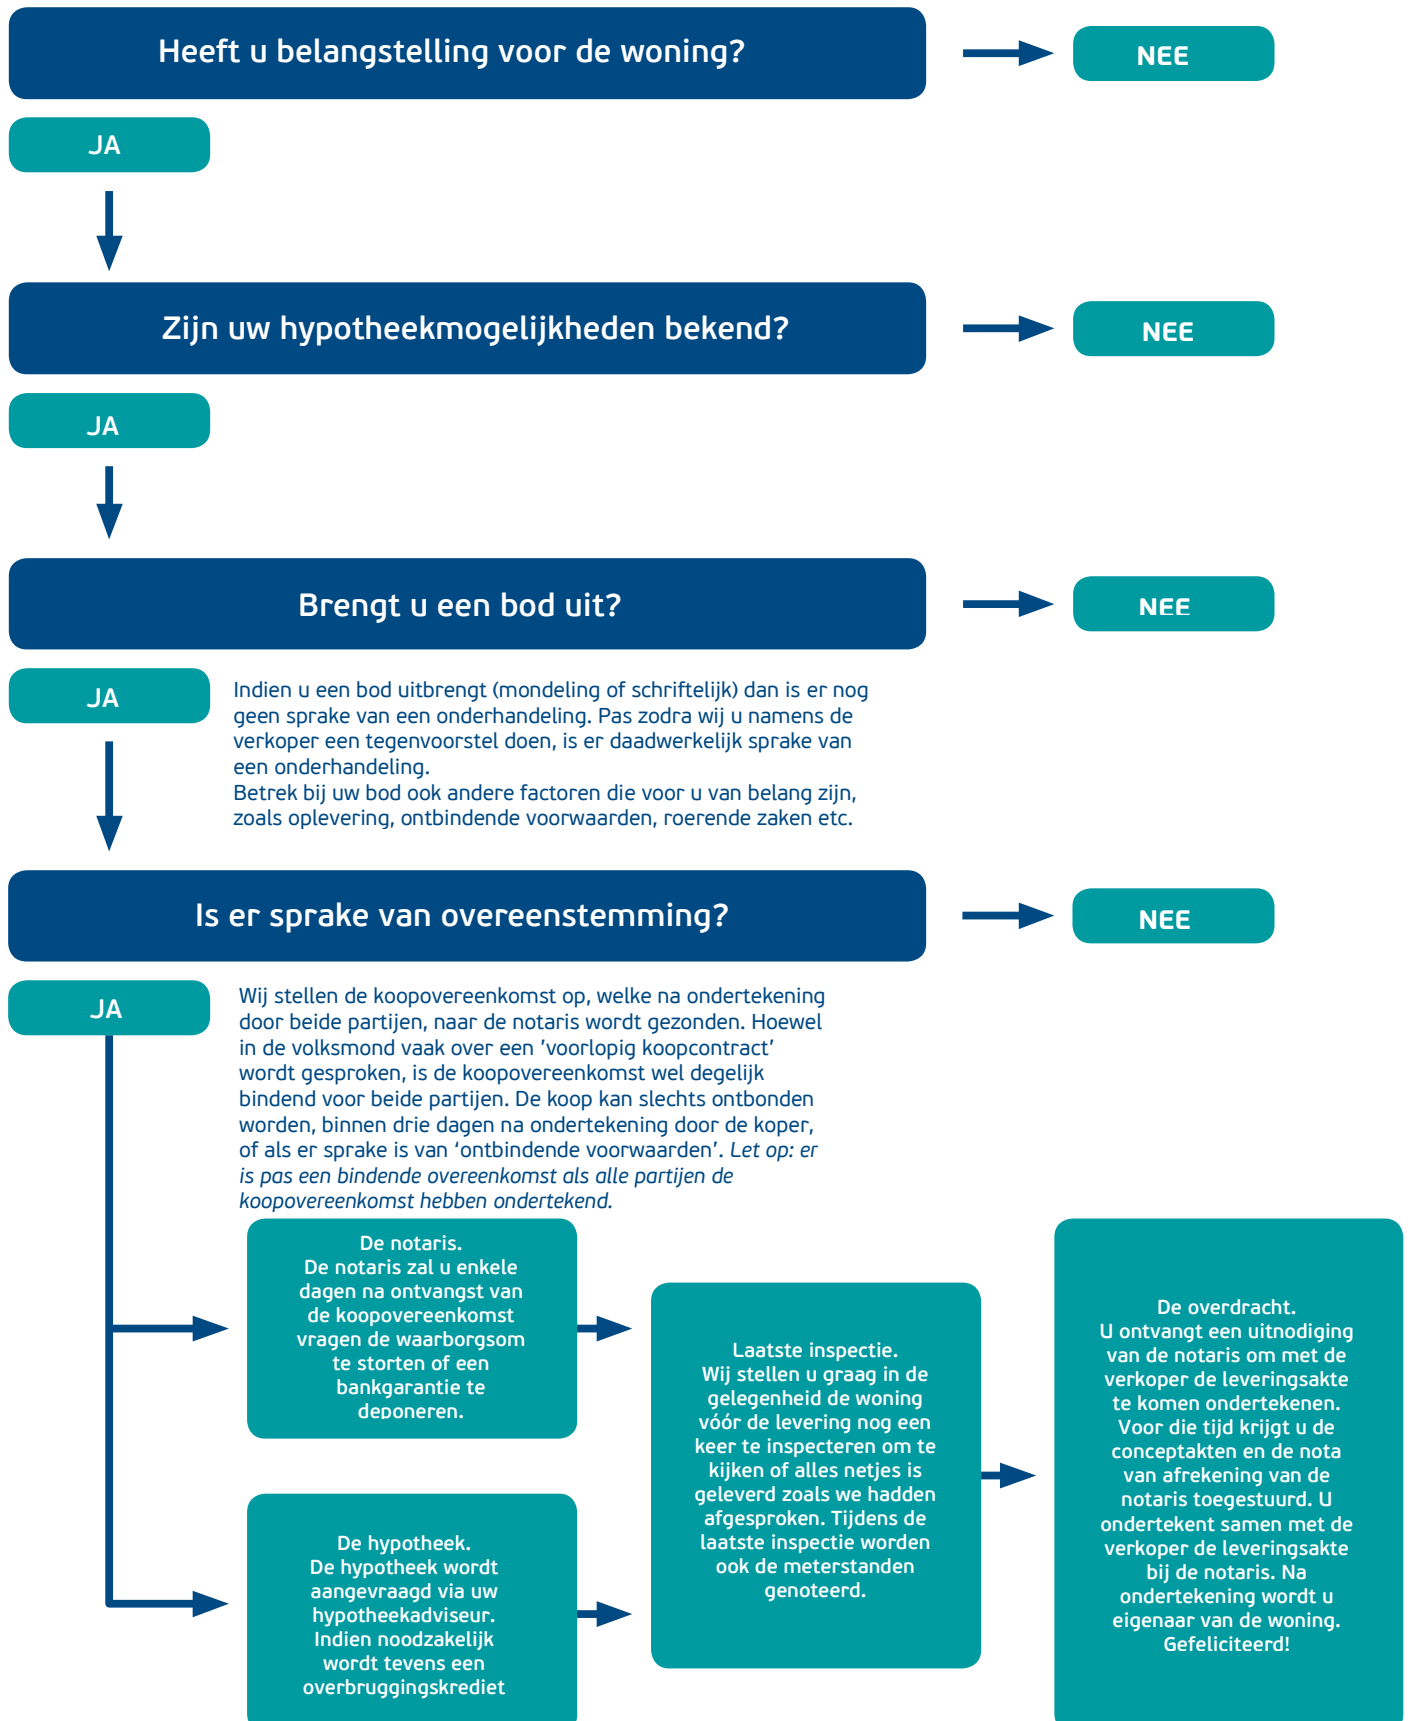 Heeft u belangstelling voor de woning?
NEE
JA
Zijn uw hypotheekmogelijkheden bekend?
NEE
JA
Brengt u een bod uit?
NEE
JA
Indien u een bod uitbrengt (mondeling of schriftelijk) dan is er nog
geen sprake van een onderhandeling. Pas zodra wij u namens de
verkoper een tegenvoorstel doen, is er daadwerkelijk sprake van
een onderhandeling.
Betrek bij uw bod ook andere factoren die voor u van belang zijn,
zoals oplevering, ontbindende voorwaarden, roerende zaken etc.
Is er sprake van overeenstemming?
NEE
JA
Wij stellen de koopovereenkomst op, welke na ondertekening
door beide partijen, naar de notaris wordt gezonden. Hoewel
in de volksmond vaak over een ’voorlopig koopcontract’
wordt gesproken, is de koopovereenkomst wel degelijk
bindend voor beide partijen. De koop kan slechts ontbonden
worden, binnen drie dagen na ondertekening door de koper,
of als er sprake is van ‘ontbindende voorwaarden’. Let op: er
is pas een bindende overeenkomst als alle partijen de
koopovereenkomst hebben ondertekend.
De notaris.
De notaris zal u enkele
dagen na ontvangst van
de koopovereenkomst
vragen de waarborgsom
te storten of een
bankgarantie te
deponeren.
De hypotheek.
De hypotheek wordt
aangevraagd via uw
hypotheekadviseur.
Indien noodzakelijk
wordt tevens een
overbruggingskrediet
Laatste inspectie.
Wij stellen u graag in de
gelegenheid de woning
vóór de levering nog een
keer te inspecteren om te
kijken of alles netjes is
geleverd zoals we hadden
afgesproken. Tijdens de
laatste inspectie worden
ook de meterstanden
genoteerd.
De overdracht.
U ontvangt een uitnodiging
van de notaris om met de
verkoper de leveringsakte
te komen ondertekenen.
Voor die tijd krijgt u de
conceptakten en de nota
van afrekening van de
notaris toegestuurd. U
ondertekent samen met de
verkoper de leveringsakte
bij de notaris. Na
ondertekening wordt u
eigenaar van de woning.
Gefeliciteerd!